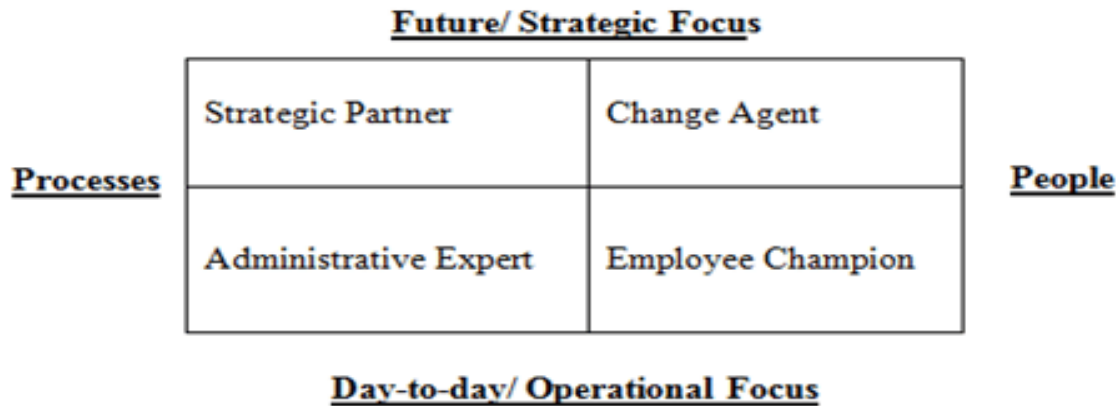 Future/ Strategic Focus
Strategic Partner
Change Agent
Processes
People
Administrative Expert
Employee Champion
Day-to-day/ Operational Focus